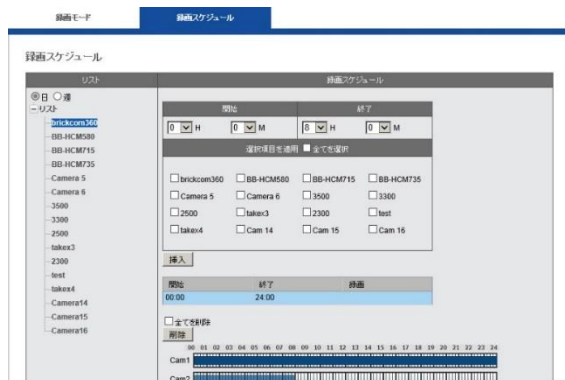 録画モード 録画スケジュール
録画スケジュール
リスト 録画スケジュール
日 週
リスト
brickcom360
BB-HCM580
BB-HCM715
BB-HCM735
Camera 5
Camera 6
3500
3300
2500
takex3
2300
test
takex4
Camera14
Camera15
Camera16
開始 終了
0 H 0 M 8 H 0 M
選択項目を適用 全てを選択
brickcom360 BB-HCM580 BB-HCM715 BB-HCM735
Camera 5 Camera 6 3500 3300
2500 takex3 2300 test
takex4 Cam 14 Cam 15 Cam 16
挿入
開始 終了 録画
00:00 24:00
全てを削除
削除
00 01 02 03 04 05 06 07 08 09 10 11 12 13 14 15 16 17 18 19 20 21 22 23 24
Cam1
Cam2